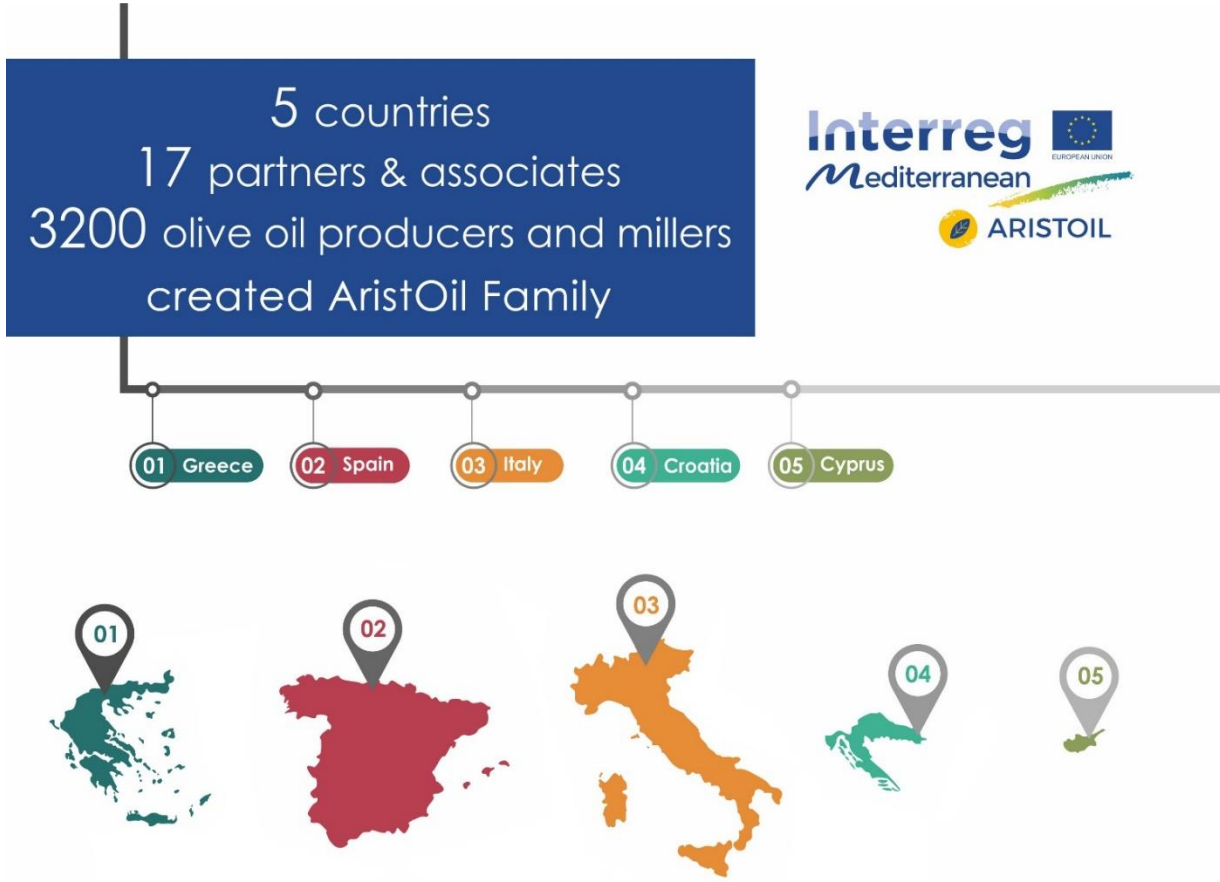 5 countries
17 partners & associates
3200 olive oil producers and millers
created AristOil Family
Interreg
EUROPEAN UNION
Mediterranean
ARISTOIL
01 Greece
02 Spain
03 Italy
04 Croatia
05 Cyprus
01
02
03
04
05